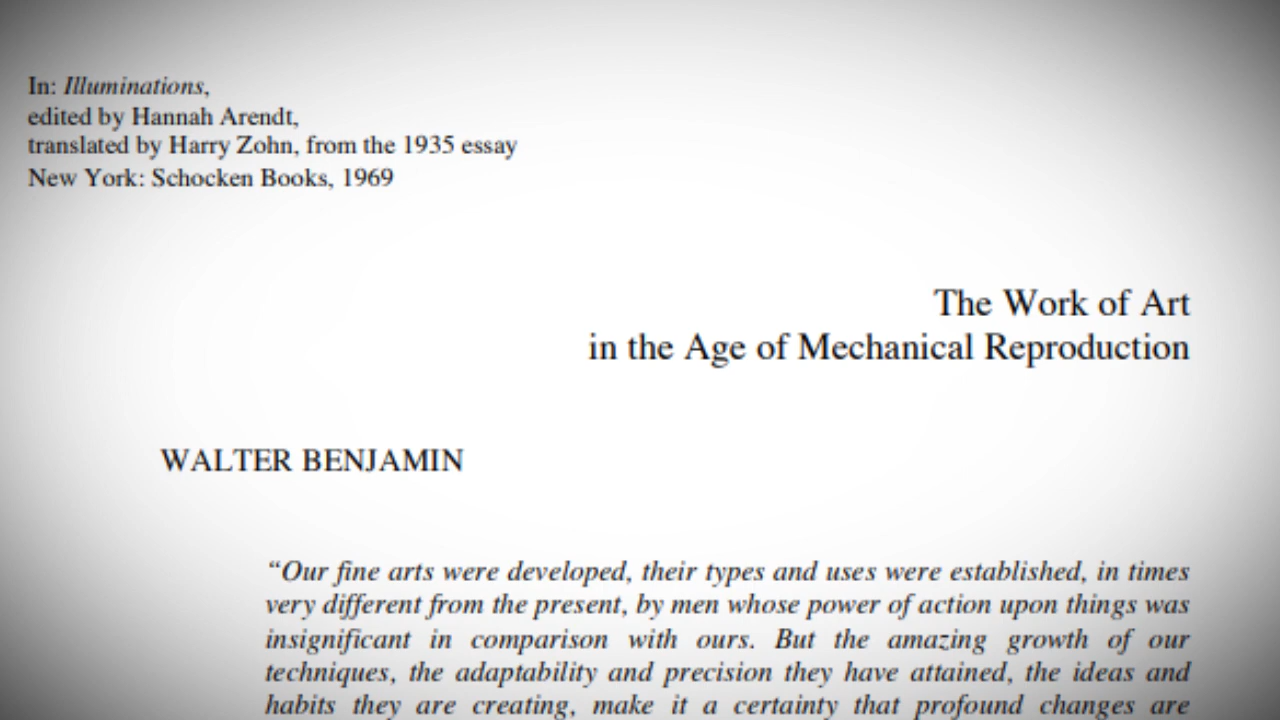 In: Illuminations,
edited by Hannah Arendt,
translated by Harry Zohn, from the 1935 essay
New York: Schocken Books, 1969
The Work of Art
in the Age of Mechanical Reproduction
WALTER BENJAMIN
“Our fine arts were developed, their types and uses were established, in times
very different from the present, by men whose power of action upon things was
insignificant in comparison with ours. But the amazing growth of our
techniques, the adaptability and precision they have attained, the ideas and
habits they are creating, make it a certainty that profound changes are